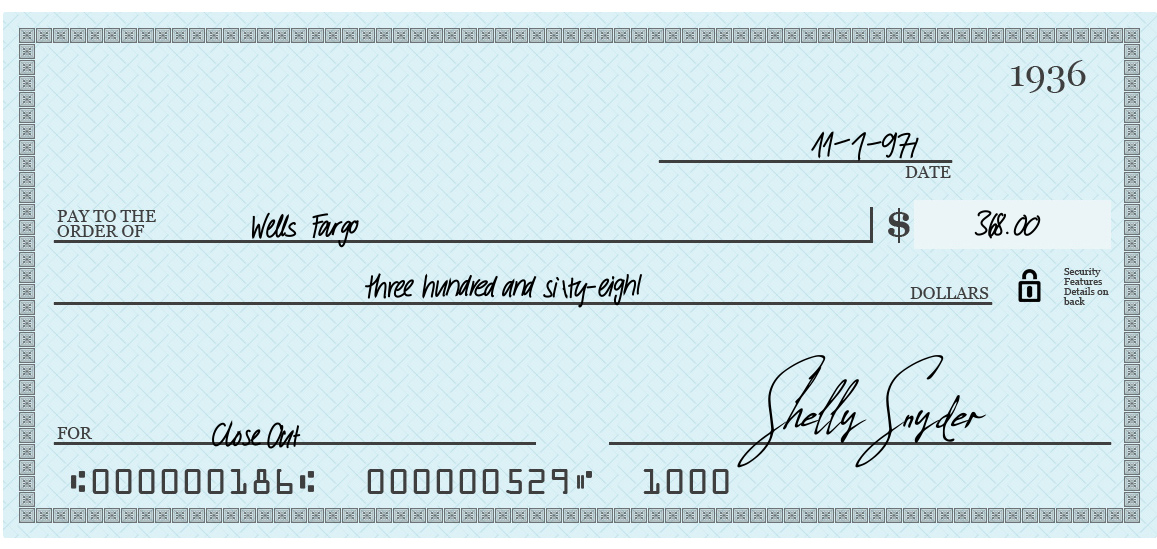 1936
11-1-97
DATE
PAY TO THE
ORDER OF Wells Fargo $ 368.00
three hundred and sixty-eight DOLLARS
Security
Features
Details on
back
FOR Close Out Shelly Snyder
⑆000000186⑆ 000000529⑈ 1000